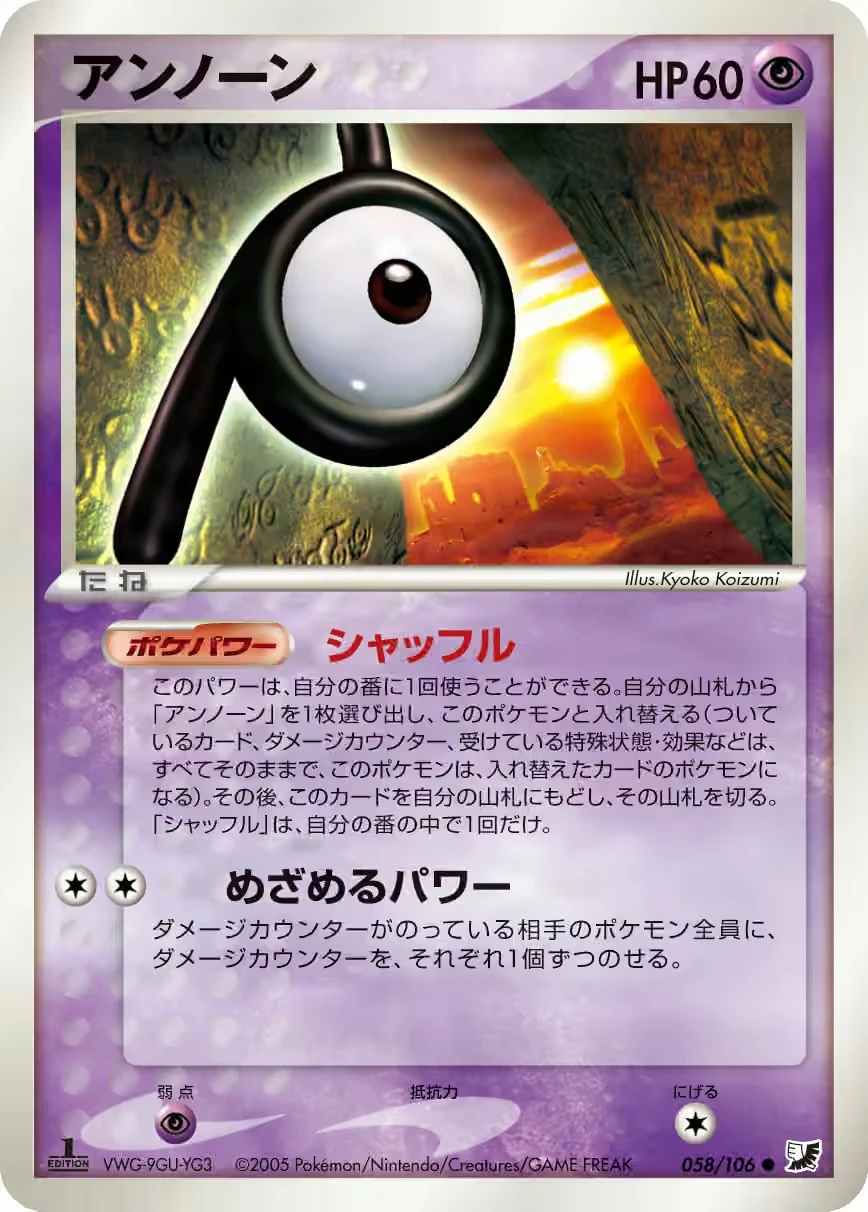 アンノーン HP60
たね Illus.Kyoko Koizumi
ポケパワー シャッフル
このパワーは、自分の番に1回使うことができる。自分の山札から
「アンノーン」を1枚選び出し、このポケモンと入れ替える(ついて
いるカード、ダメージカウンター、受けている特殊状態・効果などは、
すべてそのままで、このポケモンは、入れ替えたカードのポケモンに
なる)。その後、このカードを自分の山札にもどし、その山札を切る。
「シャッフル」は、自分の番の中で1回だけ。
めざめるパワー
ダメージカウンターがのっている相手のポケモン全員に、
ダメージカウンターを、それぞれ1個ずつのせる。
弱点 抵抗力 にげる
1
EDITION VWG-9GU-YG3 ©2005 Pokémon/Nintendo/Creatures/GAME FREAK 058/106 ●